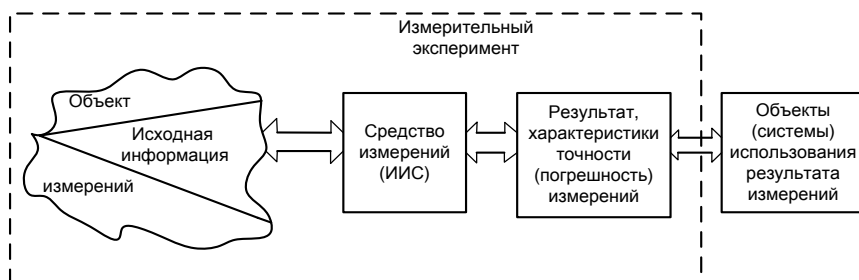 Измерительный
эксперимент
Объект
Исходная
информация
измерений
Средство
измерений
(ИИС)
Результат,
характеристики
точности
(погрешность)
измерений
Объекты
(системы)
использования
результата
измерений